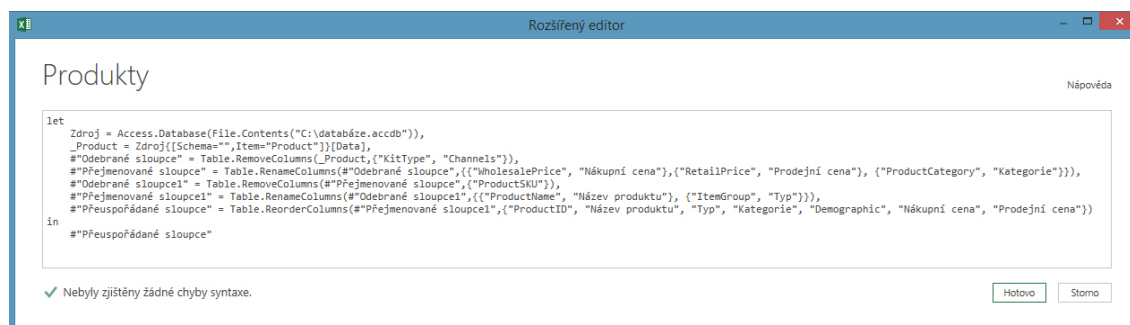 Rozšířený editor
Produkty
Nápověda
let
    Zdroj = Access.Database(File.Contents("C:\databáze.accdb")),
    _Product = Zdroj{[Schema="",Item="Product"]}[Data],
    #"Odebrané sloupce" = Table.RemoveColumns(_Product,{"KitType", "Channels"}),
    #"Přejmenované sloupce" = Table.RenameColumns(#"Odebrané sloupce",{{"WholesalePrice", "Nákupní cena"},{"RetailPrice", "Prodejní cena"}, {"ProductCategory", "Kategorie"}}),
    #"Odebrané sloupce1" = Table.RemoveColumns(#"Přejmenované sloupce",{"ProductSKU"}),
    #"Přejmenované sloupce1" = Table.RenameColumns(#"Odebrané sloupce1",{{"ProductName", "Název produktu"}, {"ItemGroup", "Typ"}}),
    #"Přeuspořádané sloupce" = Table.ReorderColumns(#"Přejmenované sloupce1",{"ProductID", "Název produktu", "Typ", "Kategorie", "Demographic", "Nákupní cena", "Prodejní cena"})
in
    #"Přeuspořádané sloupce"
Nebyly zjištěny žádné chyby syntaxe.
Hotovo
Storno